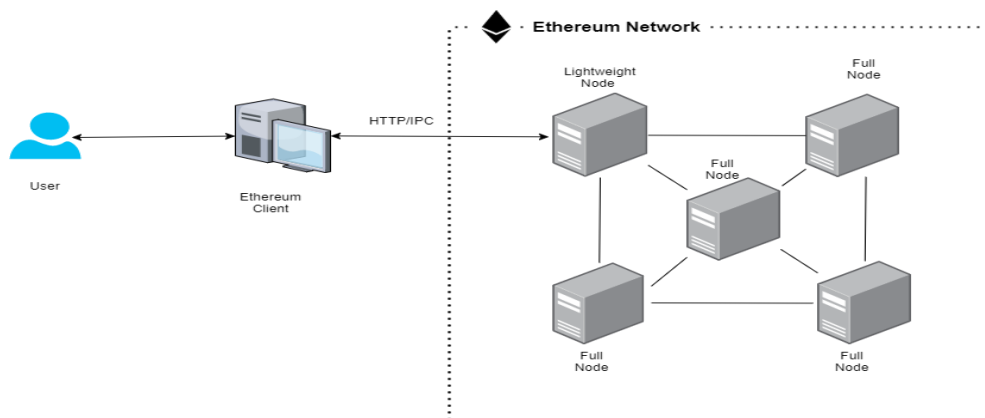 Ethereum Network
Lightweight
Node
Full
Node
HTTP/IPC
Full
Node
User
Ethereum
Client
Full
Node
Full
Node